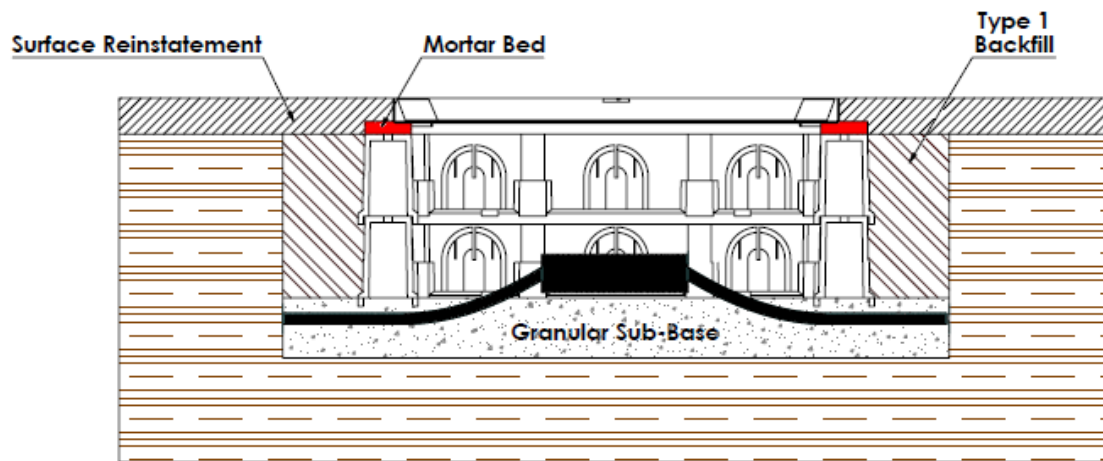 Surface Reinstatement
Mortar Bed
Type 1
Backfill
Granular Sub-Base